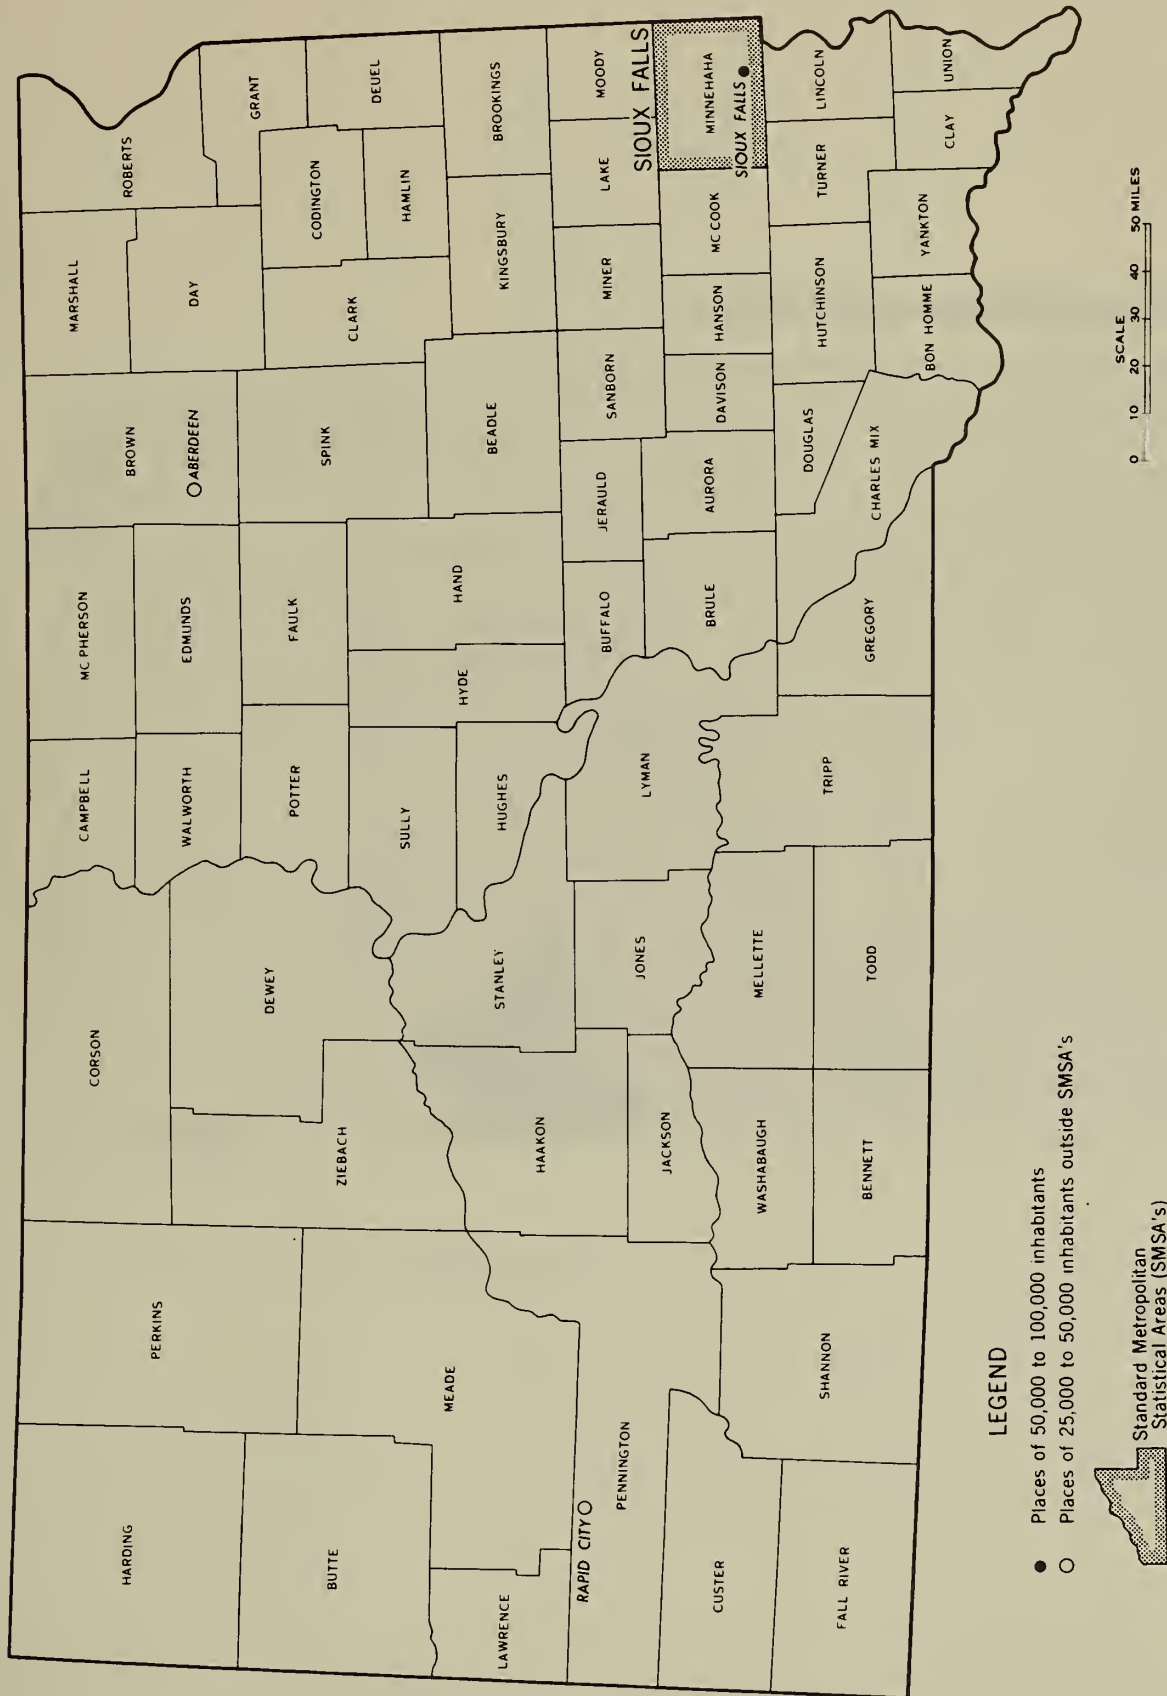 HARDING
PERKINS
CORSON
CAMPBELL
MC PHERSON
BROWN
MARSHALL
ROBERTS
BUTTE
MEADE
ZIEBACH
DEWEY
WALWORTH
EDMUNDS
ABERDEEN
DAY
GRANT
POTTER
FAULK
SPINK
CODINGTON
DEUEL
CLARK
HAMLIN
LAWRENCE
HAAKON
STANLEY
SULLY
HUGHES
HYDE
HAND
BEADLE
KINGSBURY
BROOKINGS
RAPID CITY
PENNINGTON
JACKSON
JONES
LYMAN
BUFFALO
JERAULD
SANBORN
MINER
LAKE
MOODY
SIOUX FALLS
CUSTER
SHANNON
WASHABAUGH
MELLETTE
TRIPP
BRULE
AURORA
DAVISON
HANSON
MC COOK
MINNEHAHA
SIOUX FALLS
FALL RIVER
BENNETT
TODD
GREGORY
CHARLES MIX
DOUGLAS
HUTCHINSON
TURNER
LINCOLN
BON HOMME
YANKTON
CLAY
UNION
LEGEND
Places of 50,000 to 100,000 inhabitants
Places of 25,000 to 50,000 inhabitants outside SMSA's
Standard Metropolitan
Statistical Areas (SMSA's)
SCALE
0 10 20 30 40 50 MILES